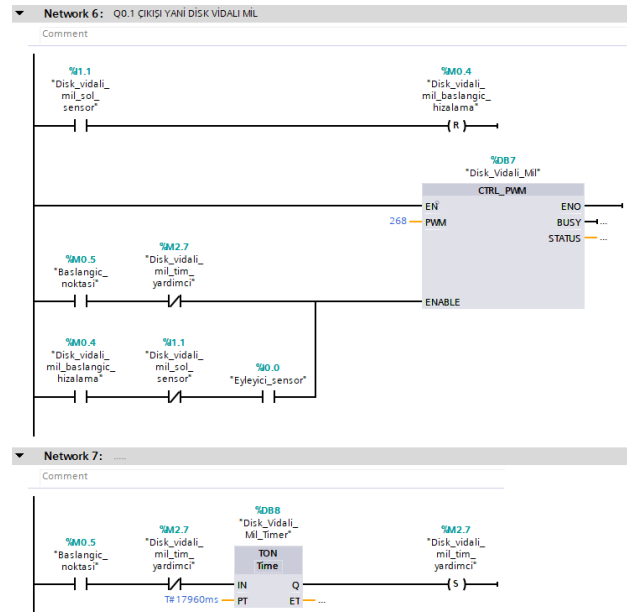 Network 6: Q0.1 ÇIKIŞI YANİ DİSK VİDALI MİL
Comment
%I1.1
"Disk_vidali_
mil_sol_
sensor"
%M0.4
"Disk_vidali_
mil_baslangic_
hizalama"
R
%DB7
"Disk_Vidali_Mil"
CTRL_PWM
EN
ENO
268
PWM
BUSY
...
STATUS
...
%M0.5
"Baslangic_
noktasi"
%M2.7
"Disk_vidali_
mil_tim_
yardimci"
ENABLE
%M0.4
"Disk_vidali_
mil_baslangic_
hizalama"
%I1.1
"Disk_vidali_
mil_sol_
sensor"
%I0.0
"Eyleyici_sensor"
Network 7: .....
Comment
%M0.5
"Baslangic_
noktasi"
%M2.7
"Disk_vidali_
mil_tim_
yardimci"
%DB8
"Disk_Vidali_
Mil_Timer"
TON
Time
IN
Q
T#17960ms
PT
ET
...
%M2.7
"Disk_vidali_
mil_tim_
yardimci"
S